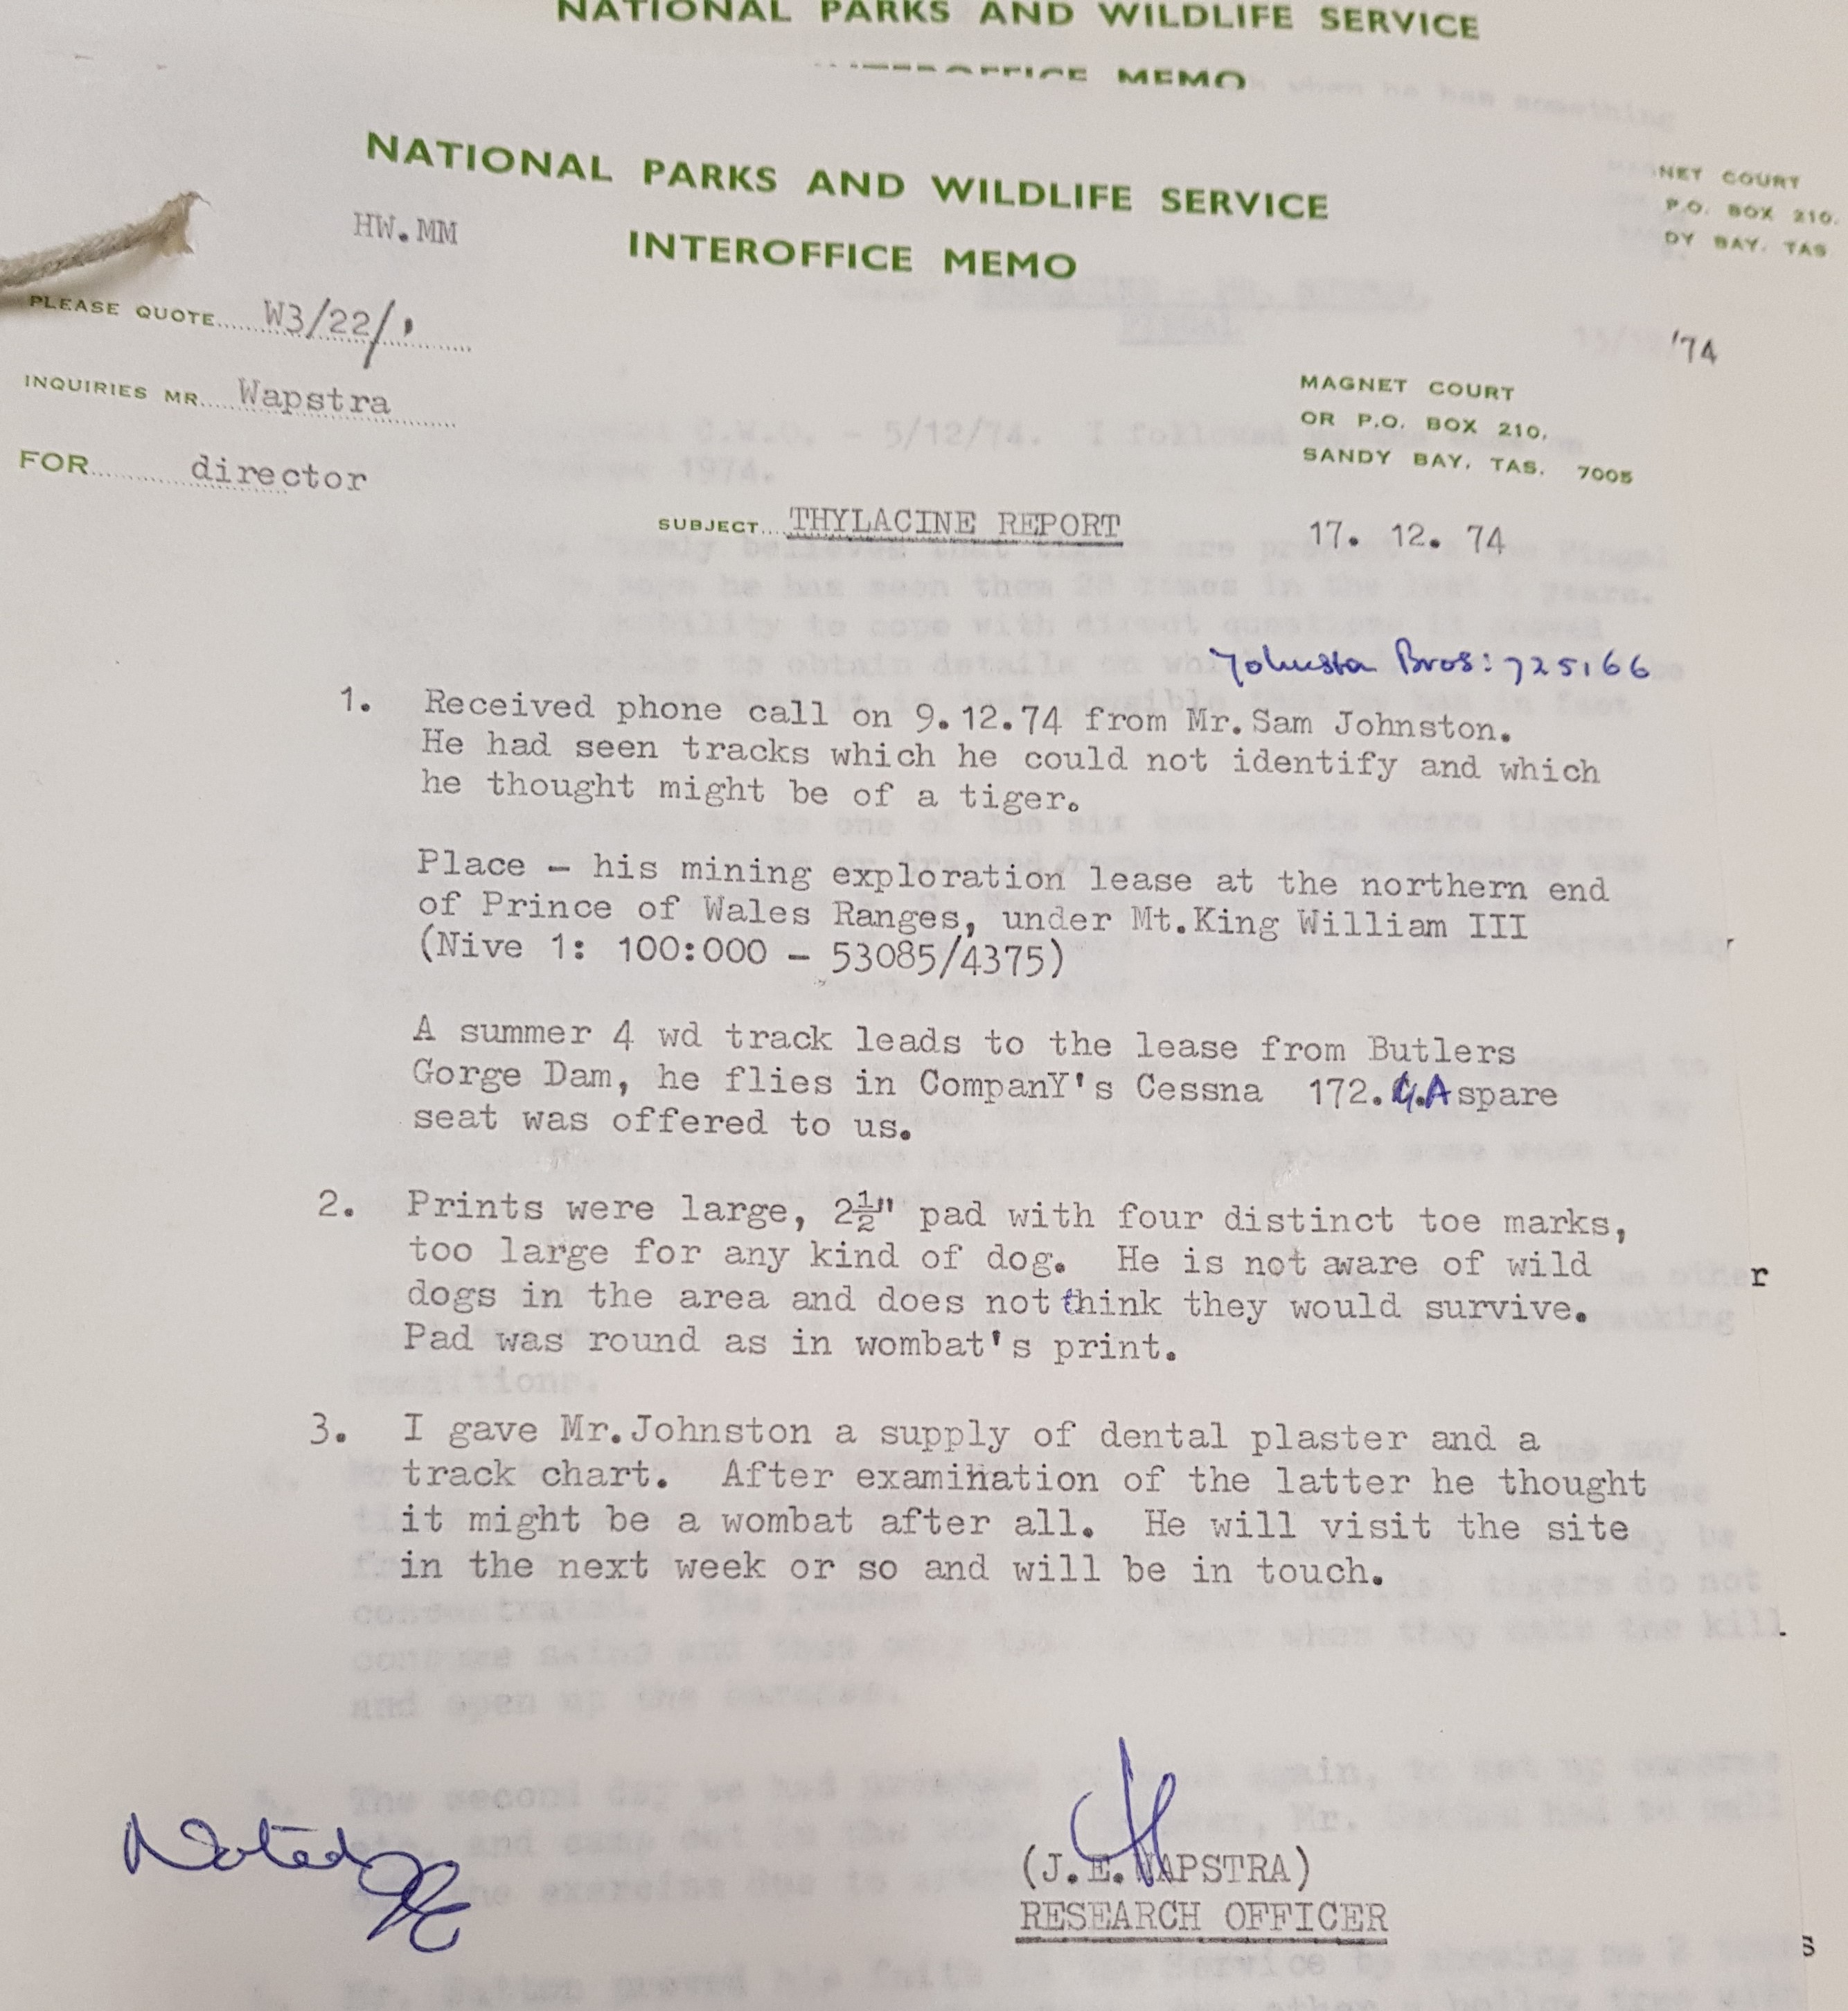 NATIONAL PARKS AND WILDLIFE SERVICE
MEMO
NATIONAL PARKS AND WILDLIFE SERVICE
HW.MM
INTEROFFICE MEMO
NET COURT
P.O. BOX 210,
DY BAY. TAS
PLEASE QUOTE W3/22/
'74
INQUIRIES MR. Wapstra
MAGNET COURT
OR P.O. BOX 210,
SANDY BAY, TAS. 7005
FOR director
SUBJECT THYLACINE REPORT
17. 12. 74
Johnston Bros: 725166
1. Received phone call on 9.12.74 from Mr.Sam Johnston.
He had seen tracks which he could not identify and which
he thought might be of a tiger.
Place - his mining exploration lease at the northern end
of Prince of Wales Ranges, under Mt.King William III
(Nive 1: 100:000 - 53085/4375)
A summer 4 wd track leads to the lease from Butlers
Gorge Dam, he flies in CompanY's Cessna 172. A spare
seat was offered to us.
2. Prints were large, 2½" pad with four distinct toe marks,
too large for any kind of dog. He is not aware of wild
dogs in the area and does not think they would survive.
Pad was round as in wombat's print.
3. I gave Mr.Johnston a supply of dental plaster and a
track chart. After examination of the latter he thought
it might be a wombat after all. He will visit the site
in the next week or so and will be in touch.
Noted
(J.E.WAPSTRA)
RESEARCH OFFICER